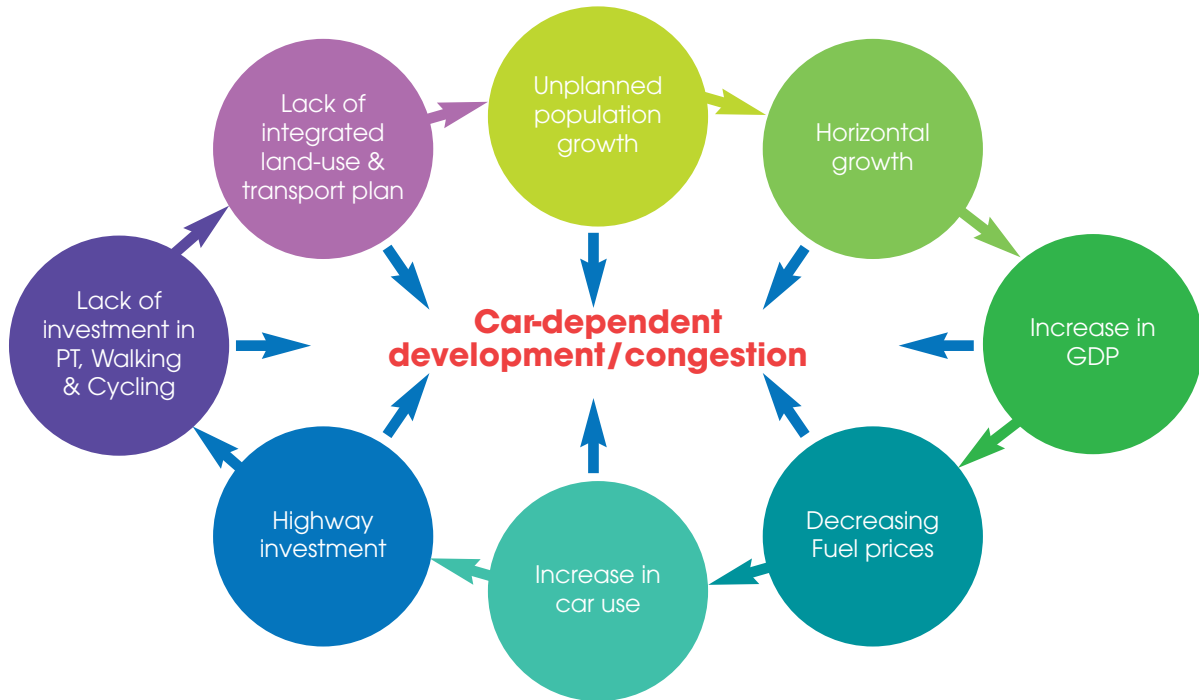 Lack of
integrated
land-use &
transport plan
Unplanned
population
growth
Horizontal
growth
Lack of
investment in
PT, Walking
& Cycling
Car-dependent
development/congestion
Increase in
GDP
Highway
investment
Increase in
car use
Decreasing
Fuel prices